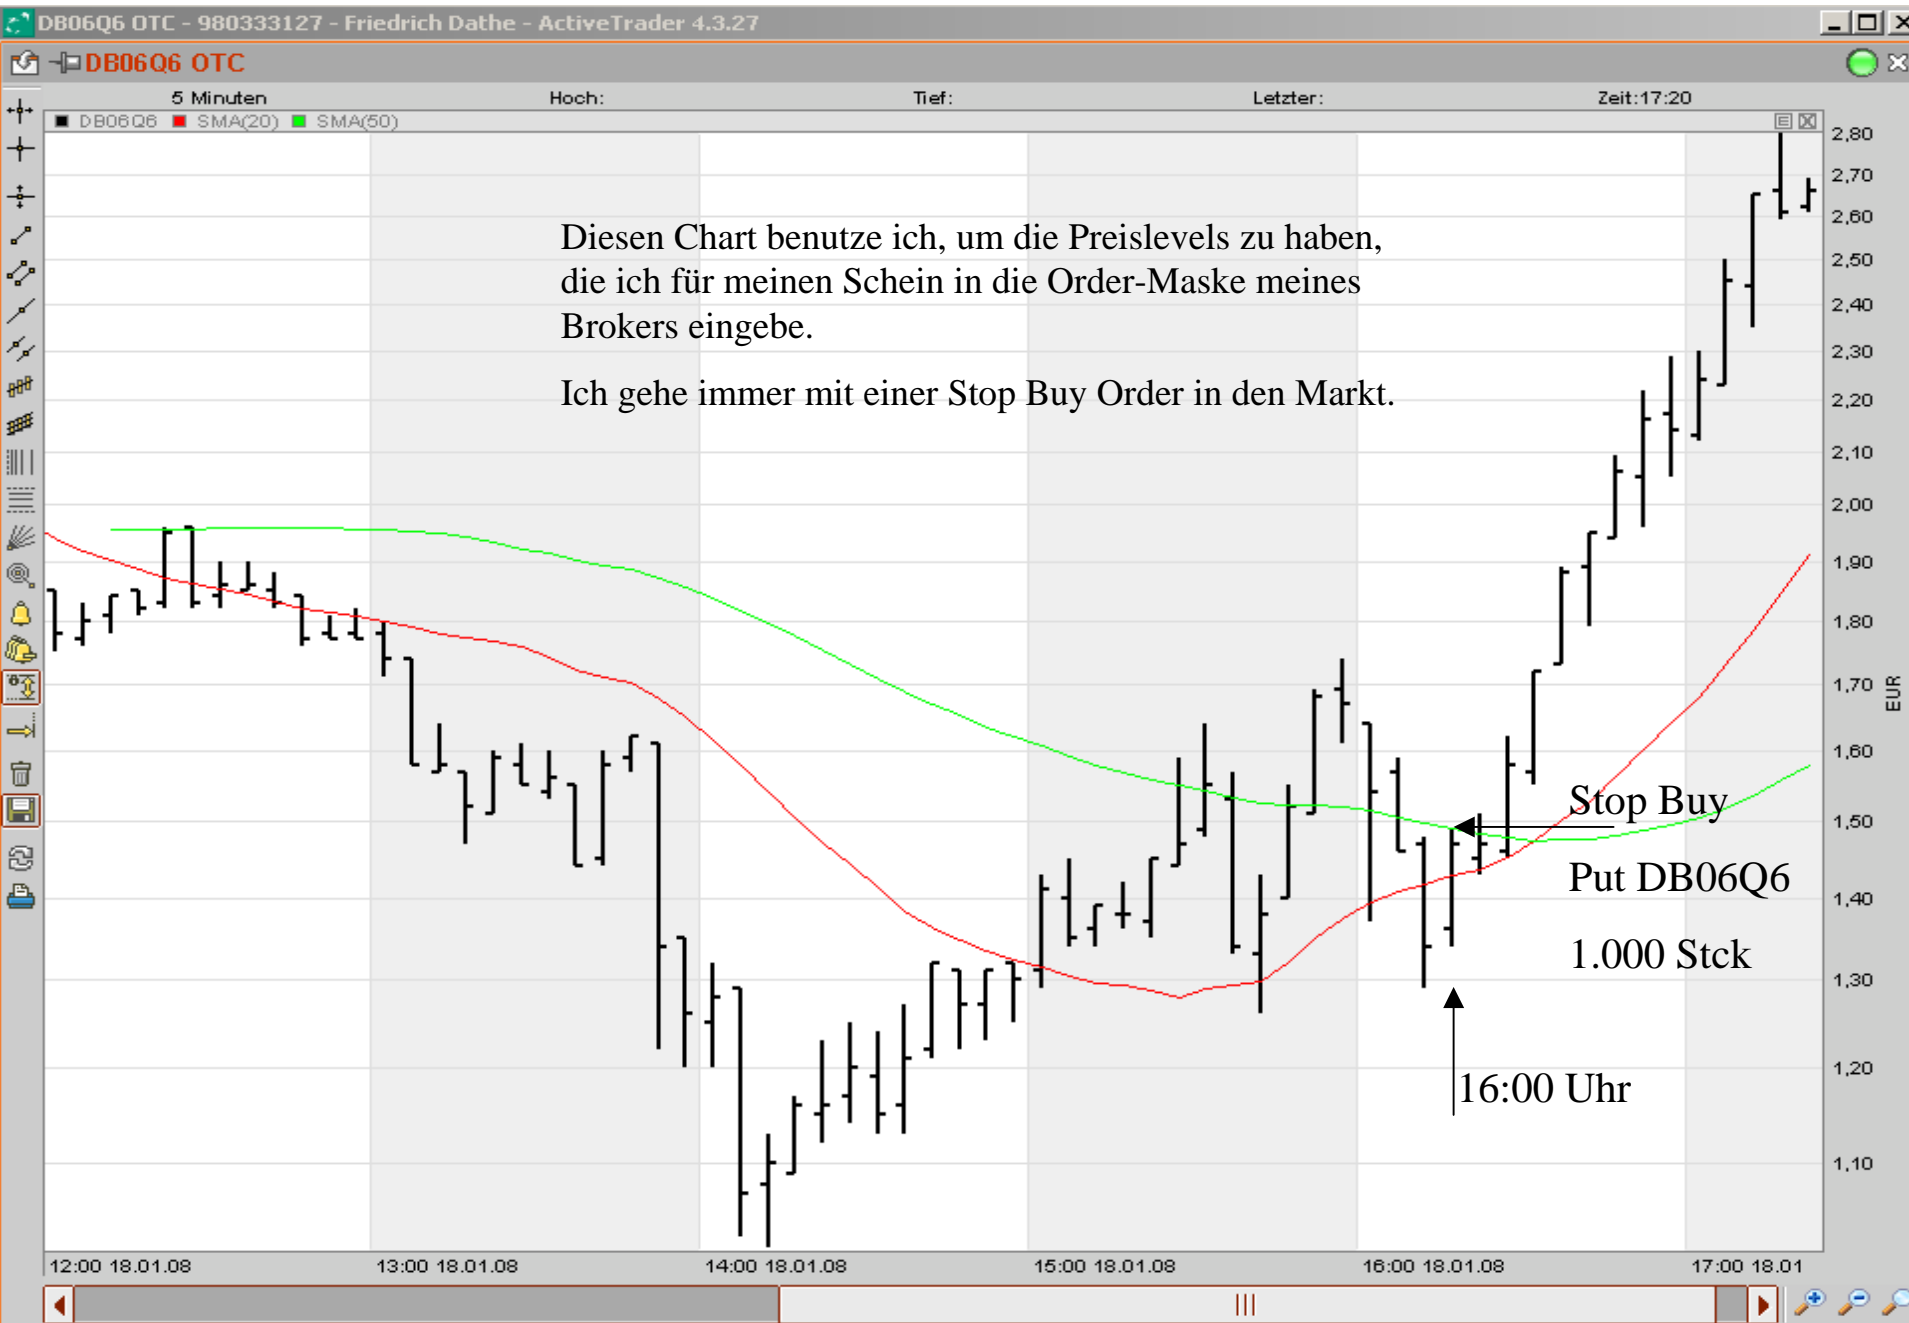 DB06Q6 OTC - 980333127 - Friedrich Dathe - ActiveTrader 4.3.27
DB06Q6 OTC
5 Minuten Hoch: Tief: Letzter: Zeit:17:20
DB06Q6 SMA(20) SMA(50)
Diesen Chart benutze ich, um die Preislevels zu haben,
die ich für meinen Schein in die Order-Maske meines
Brokers eingebe.
Ich gehe immer mit einer Stop Buy Order in den Markt.
2,80
2,70
2,60
2,50
2,40
2,30
2,20
2,10
2,00
1,90
1,80
1,70
EUR
1,60
1,50
1,40
1,30
1,20
1,10
Stop Buy
Put DB06Q6
1.000 Stck
16:00 Uhr
12:00 18.01.08 13:00 18.01.08 14:00 18.01.08 15:00 18.01.08 16:00 18.01.08 17:00 18.01